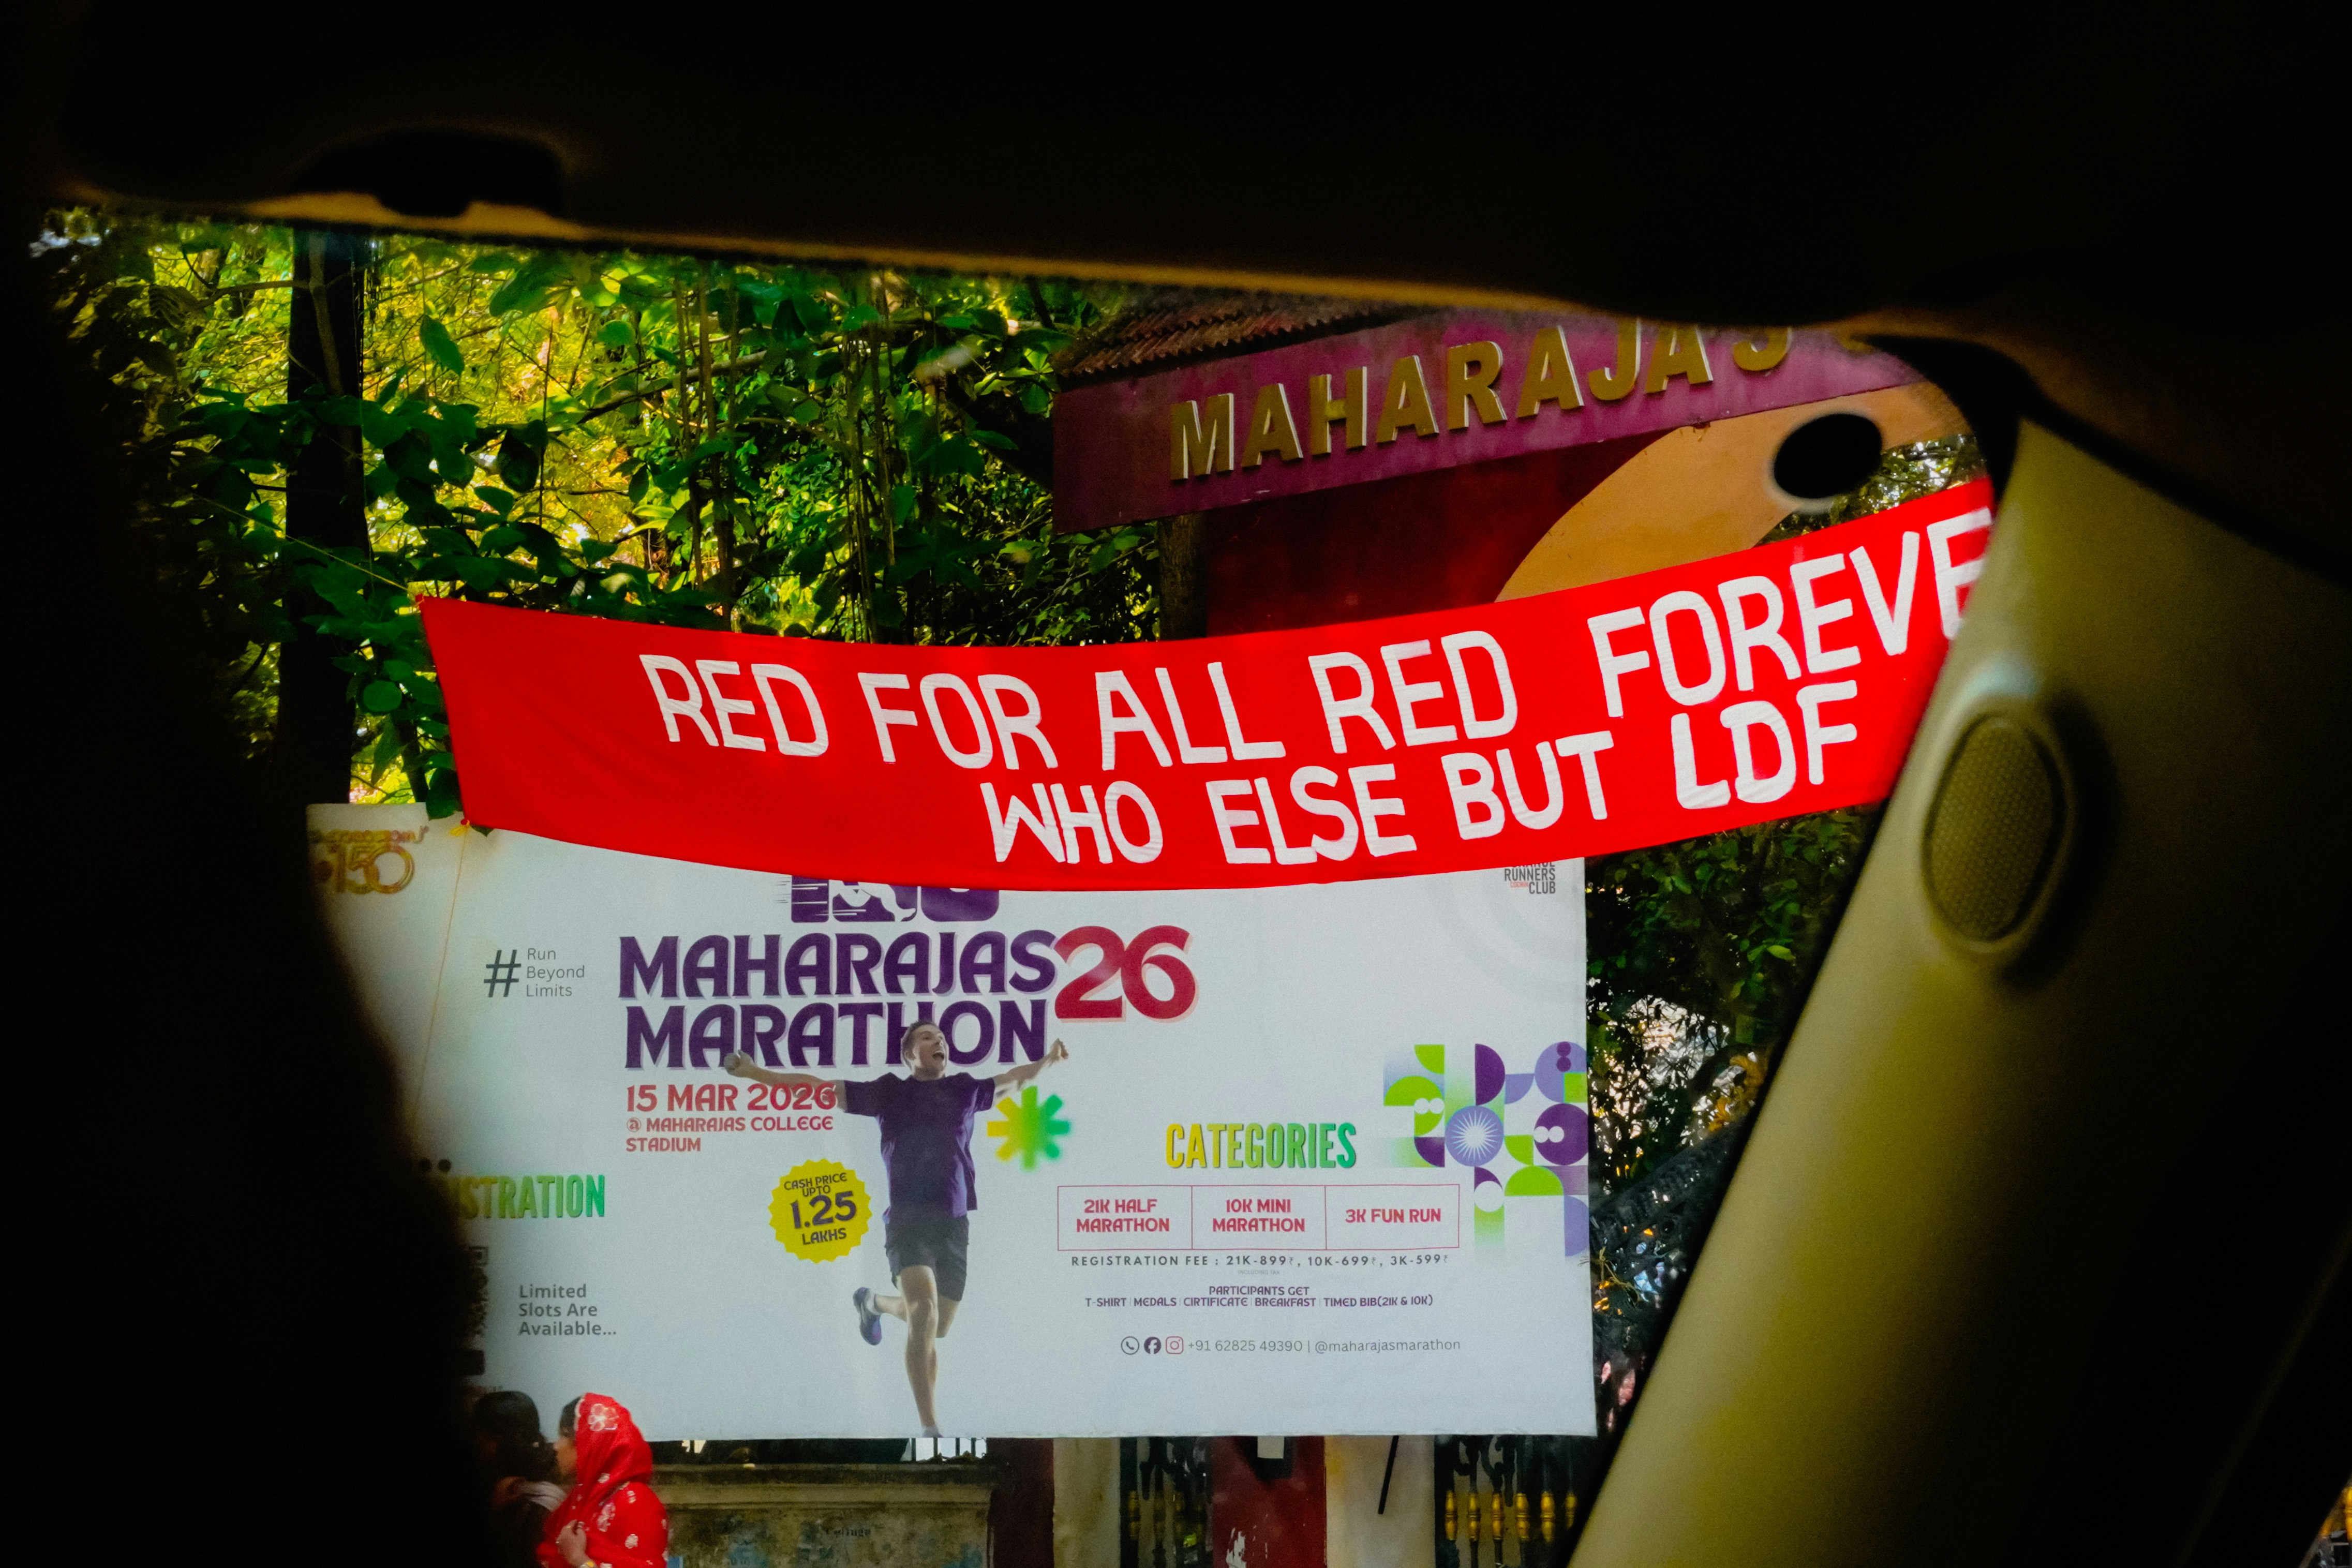 MAHARAJA'S
RED FOR ALL RED FOREVE
WHO ELSE BUT LDF
150
RUNNERS
CLUB
# Run
Beyond
Limits
MAHARAJAS 26
MARATHON
15 MAR 2026
@ MAHARAJAS COLLEGE
STADIUM
CASH PRICE
UPTO
1.25
LAKHS
ISTRATION
Limited
Slots Are
Available...
CATEGORIES
21K HALF
MARATHON
10K MINI
MARATHON
3K FUN RUN
REGISTRATION FEE : 21K-899₹, 10K-699₹, 3K-599₹
PARTICIPANTS GET
T-SHIRT | MEDALS | CIRTIFICATE | BREAKFAST | TIMED BIB(21K & 10K)
+91 62825 49390 | @maharajasmarathon